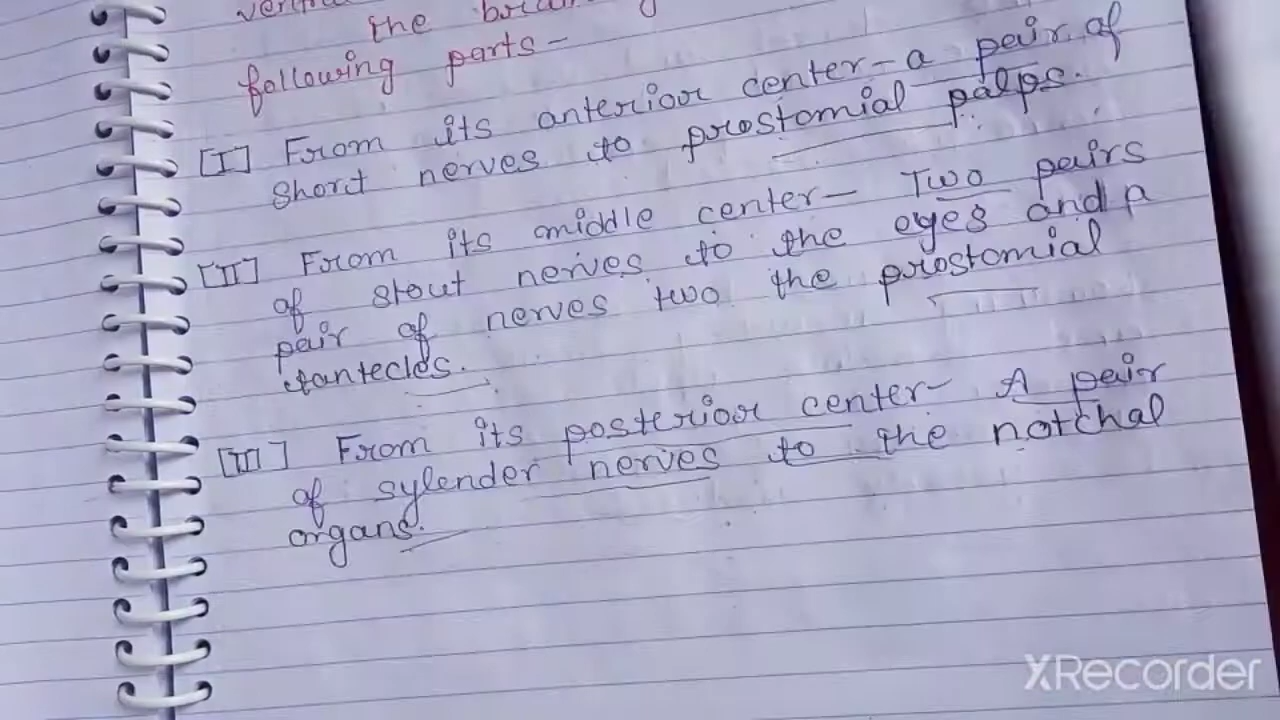 the
following parts-
[I] From its anterior center-a pair of
short nerves to prostomial palps.
[II] From its middle center- Two pairs
of stout nerves to the eyes and a
pair of nerves two the prostomial
tantecles.
[III] From its posterior center- A pair
of sylender nerves to the notchal
organs.
XRecorder